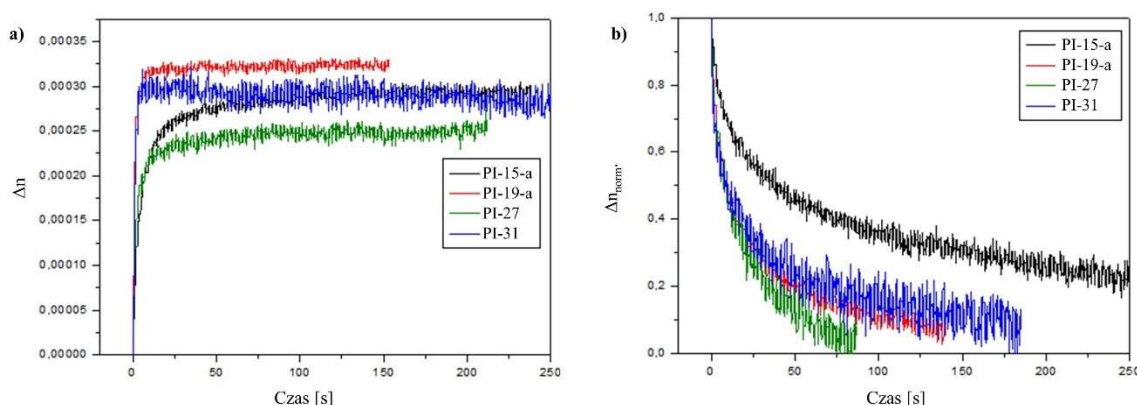 a)
0,00035
0,00030
0,00025
0,00020
0,00015
0,00010
0,00005
0,00000
Δn
PI-15-a
PI-19-a
PI-27
PI-31
0 50 100 150 200 250
Czas [s]
b)
1,0
0,8
0,6
0,4
0,2
0,0
Δnnorm.
PI-15-a
PI-19-a
PI-27
PI-31
0 50 100 150 200 250
Czas [s]